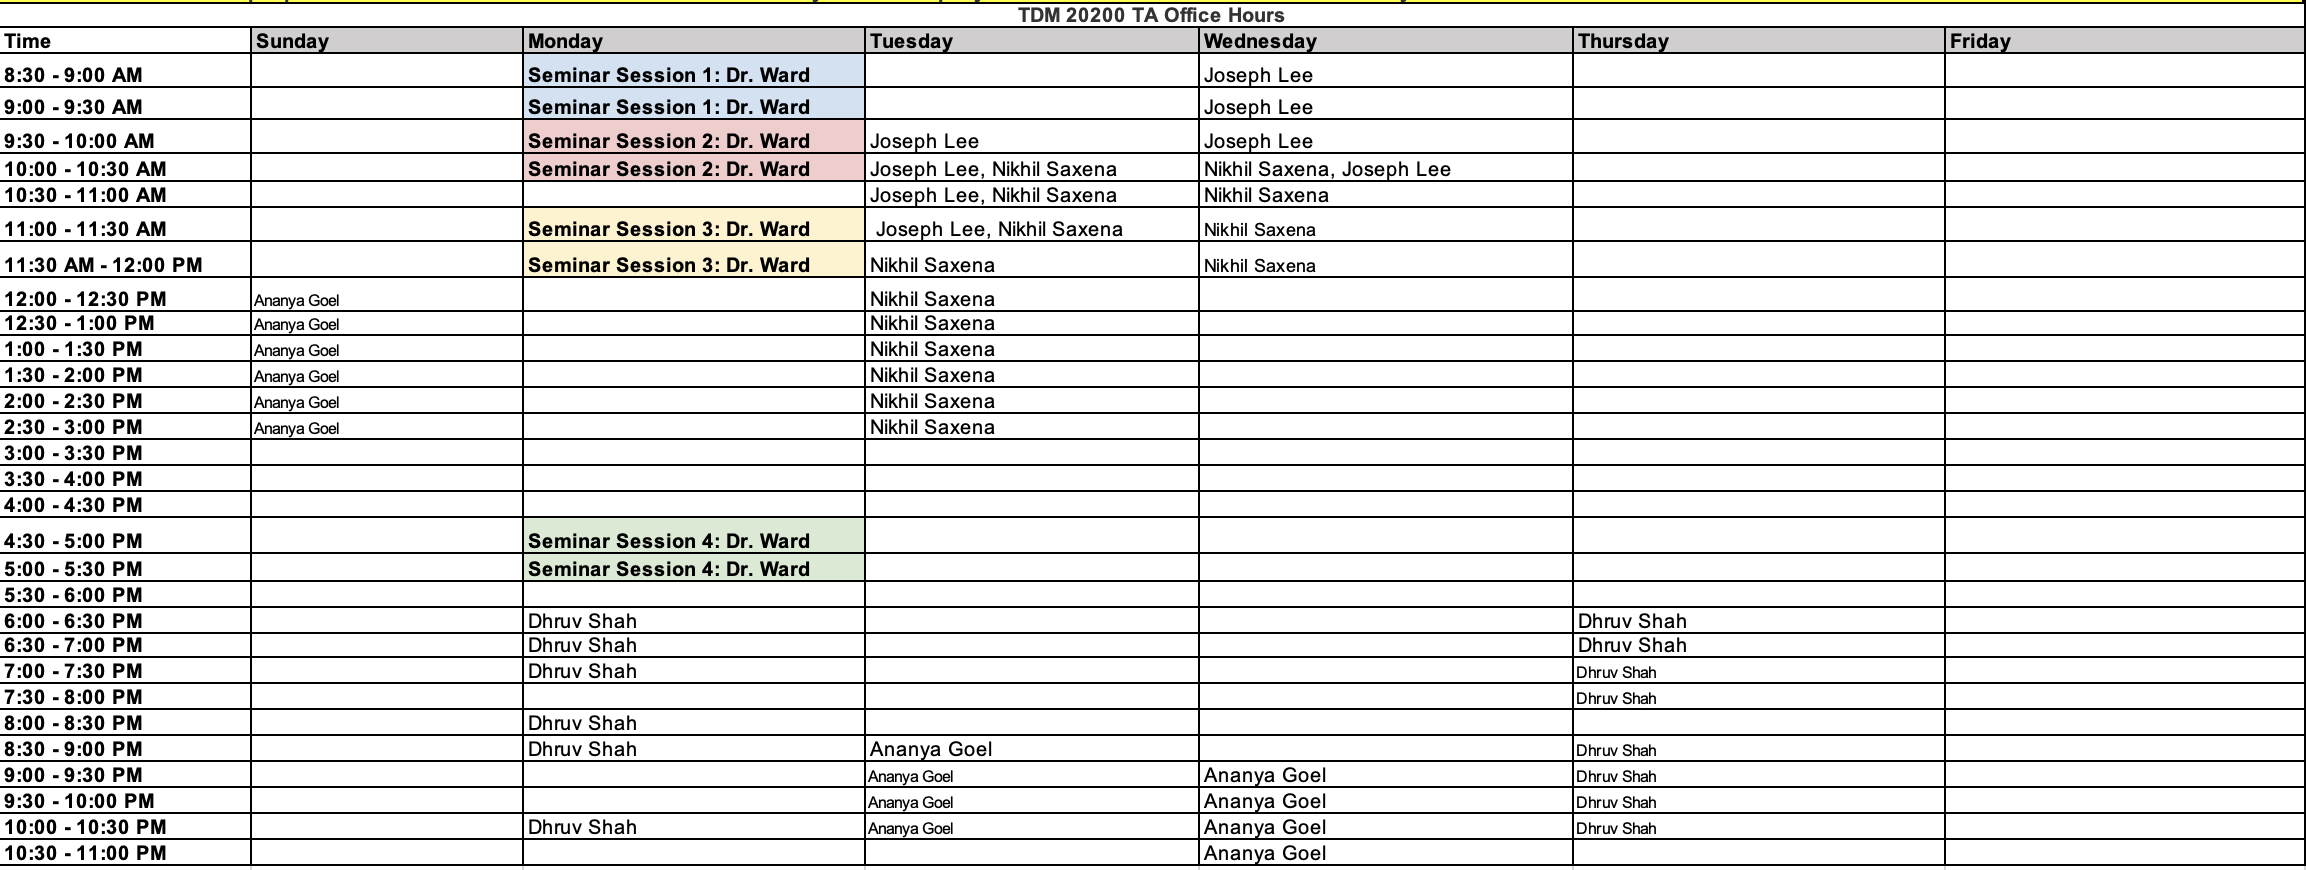 TDM 20200 TA Office Hours
Time Sunday Monday Tuesday Wednesday Thursday Friday
8:30 - 9:00 AM Seminar Session 1: Dr. Ward Joseph Lee
9:00 - 9:30 AM Seminar Session 1: Dr. Ward Joseph Lee
9:30 - 10:00 AM Seminar Session 2: Dr. Ward Joseph Lee Joseph Lee
10:00 - 10:30 AM Seminar Session 2: Dr. Ward Joseph Lee, Nikhil Saxena Nikhil Saxena, Joseph Lee
10:30 - 11:00 AM Joseph Lee, Nikhil Saxena Nikhil Saxena
11:00 - 11:30 AM Seminar Session 3: Dr. Ward Joseph Lee, Nikhil Saxena Nikhil Saxena
11:30 AM - 12:00 PM Seminar Session 3: Dr. Ward Nikhil Saxena Nikhil Saxena
12:00 - 12:30 PM Ananya Goel Nikhil Saxena
12:30 - 1:00 PM Ananya Goel Nikhil Saxena
1:00 - 1:30 PM Ananya Goel Nikhil Saxena
1:30 - 2:00 PM Ananya Goel Nikhil Saxena
2:00 - 2:30 PM Ananya Goel Nikhil Saxena
2:30 - 3:00 PM Ananya Goel Nikhil Saxena
3:00 - 3:30 PM
3:30 - 4:00 PM
4:00 - 4:30 PM
4:30 - 5:00 PM Seminar Session 4: Dr. Ward
5:00 - 5:30 PM Seminar Session 4: Dr. Ward
5:30 - 6:00 PM
6:00 - 6:30 PM Dhruv Shah Dhruv Shah
6:30 - 7:00 PM Dhruv Shah Dhruv Shah
7:00 - 7:30 PM Dhruv Shah Dhruv Shah
7:30 - 8:00 PM Dhruv Shah
8:00 - 8:30 PM Dhruv Shah
8:30 - 9:00 PM Dhruv Shah Ananya Goel Dhruv Shah
9:00 - 9:30 PM Ananya Goel Ananya Goel Dhruv Shah
9:30 - 10:00 PM Ananya Goel Ananya Goel Dhruv Shah
10:00 - 10:30 PM Dhruv Shah Ananya Goel Ananya Goel Dhruv Shah
10:30 - 11:00 PM Ananya Goel